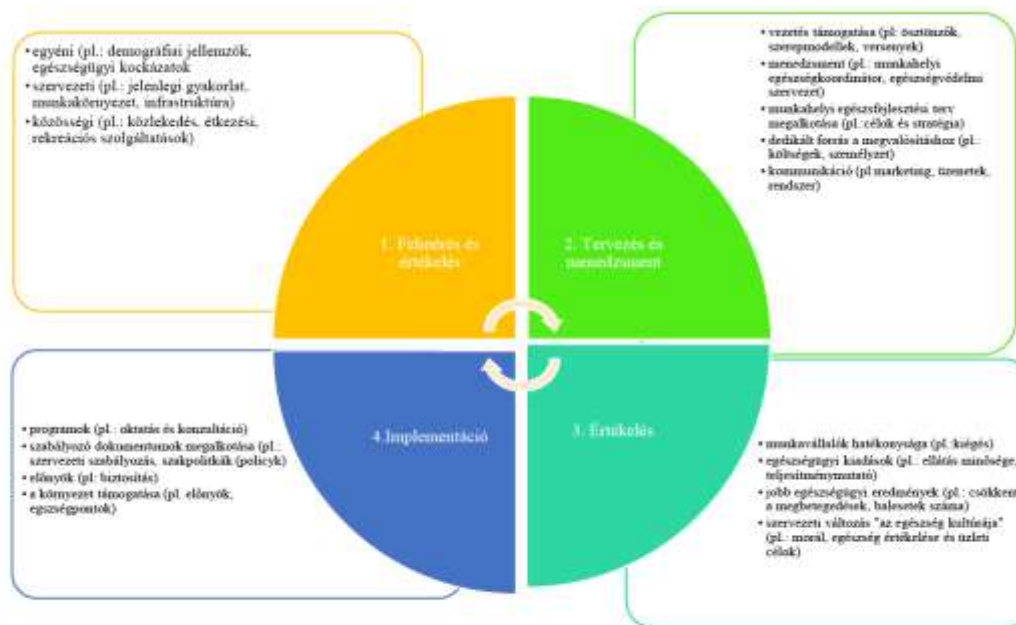 • egyéni (pl.: demográfiai jellemzők,
egészségügyi kockázatok
• szervezeti (pl.: jelenlegi gyakorlat,
munkakörnyezet, infrastruktúra)
• közösségi (pl.: közlekedés, étkezési,
rekreációs szolgáltatások)
• vezetés támogatása (pl: ösztönzők,
szerepmodellek, versenyek)
• menedzsment (pl.: munkahelyi
egészségkoordinátor, egészségvédelmi
szervezet)
• munkahelyi egészsfejlesztési terv
megalkotása (pl.:célok és stratégia)
• dedikált forrás a megvalósításhoz (pl.:
költségek, személyzet)
• kommunikáció (pl marketing, üzenetek,
rendszer)
1. Felmérés és
értékelés
2. Tervezés és
menedzsment
4.Implementáció
3. Értékelés
• programok (pl.: oktatás és konzultáció)
• szabályozó dokumentumok megalkotása (pl.:
szervezeti szabályozás, szakpolitikák (policyk)
• előnyök (pl: biztosítás)
• a környezet támogatása (pl. előnyök,
egszségpontok)
• munkavállalók hatékonysága (pl.:kiégés)
• egészségügyi kiadások (pl.: ellátás minősége,
teljesítménymutató)
• jobb egészségügyi eredmények (pl.: csökkent
a megbetegedések, balesetek száma)
• szervezeti változás "az egészség kultúrája"
(pl.: morál, egészség értékelése és üzleti
célok)